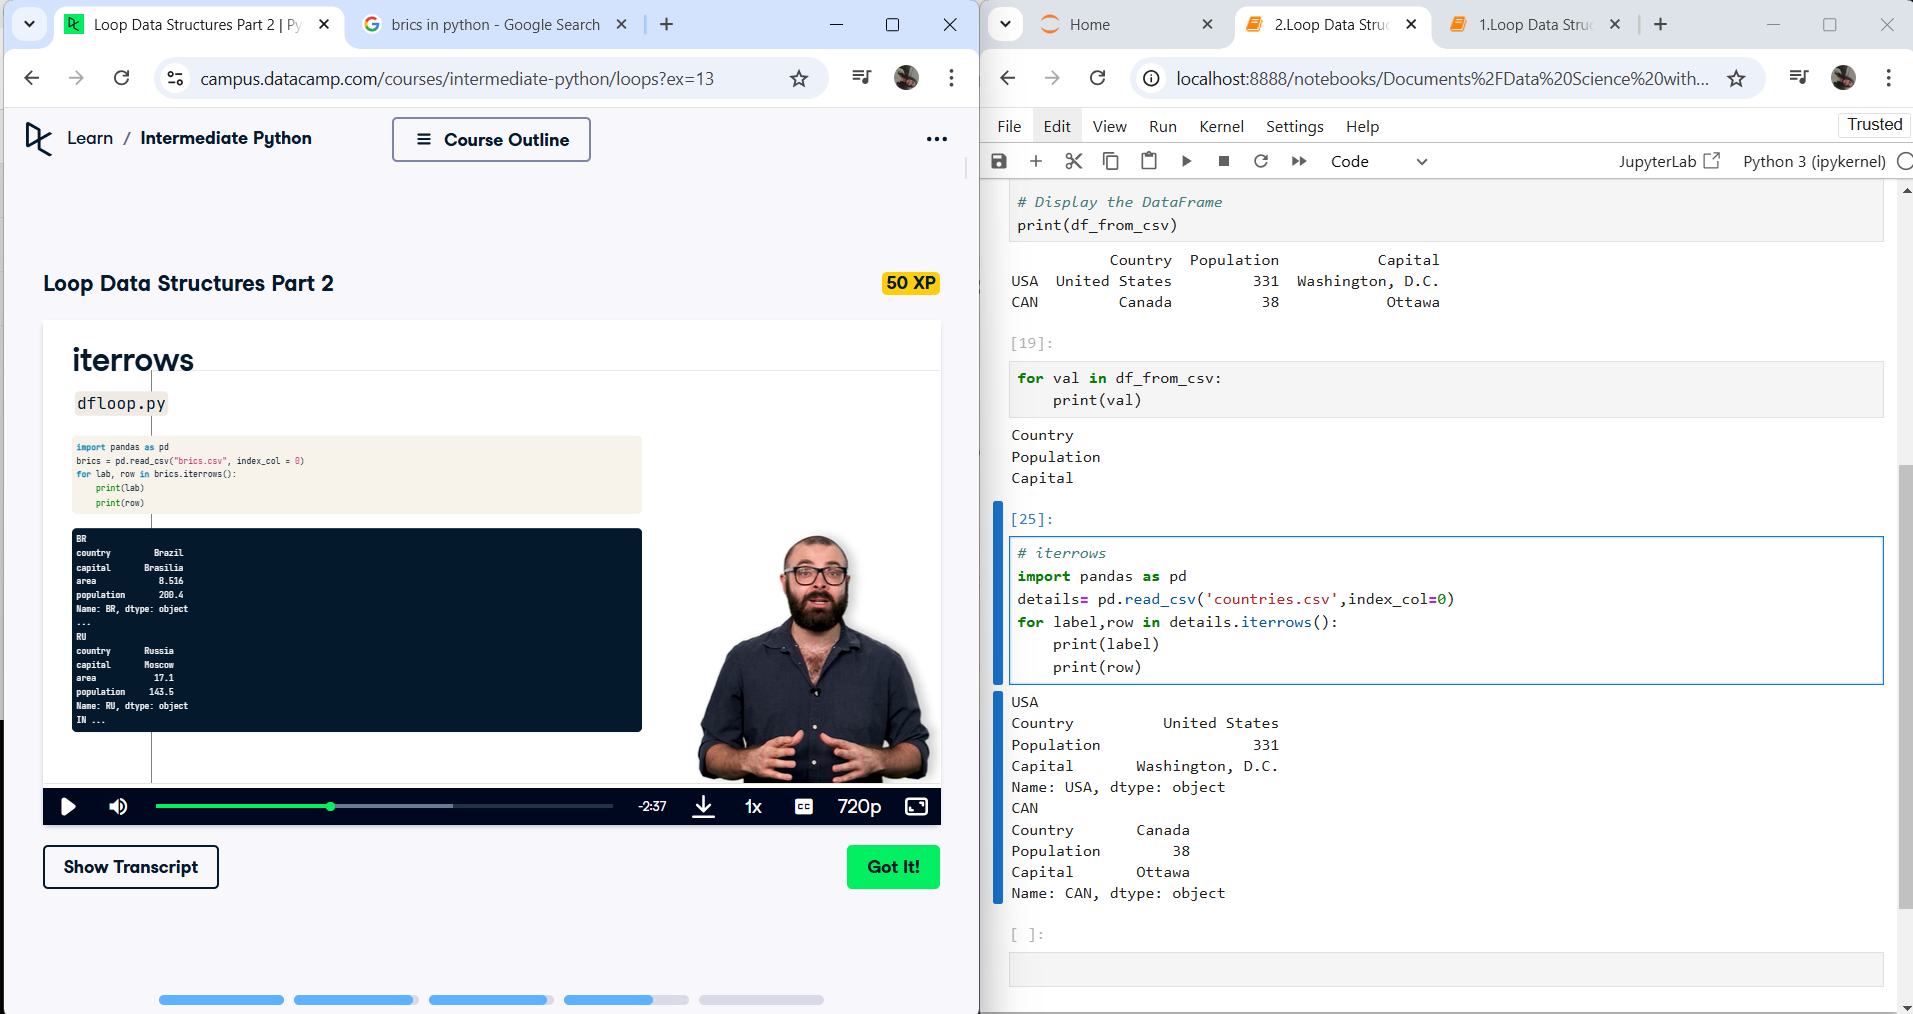 Loop Data Structures Part 2 | Py
brics in python - Google Search
campus.datacamp.com/courses/intermediate-python/loops?ex=13
Learn / Intermediate Python
Course Outline
Loop Data Structures Part 2
50 XP
iterrows
dfloop.py
import pandas as pd
brics = pd.read_csv("brics.csv", index_col = 0)
for lab, row in brics.iterrows():
print(lab)
print(row)
BR
country Brazil
capital Brasilia
area 8.516
population 200.4
Name: BR, dtype: object
...
RU
country Russia
capital Moscow
area 17.1
population 143.5
Name: RU, dtype: object
IN ...
-2:37
1x
CC
720p
Show Transcript
Got It!
Home
2.Loop Data Struc
1.Loop Data Struc
localhost:8888/notebooks/Documents%2FData%20Science%20with...
File Edit View Run Kernel Settings Help
Trusted
Code
JupyterLab
Python 3 (ipykernel)
# Display the DataFrame
print(df_from_csv)
Country Population Capital
USA United States 331 Washington, D.C.
CAN Canada 38 Ottawa
[19]:
for val in df_from_csv:
print(val)
Country
Population
Capital
[25]:
# iterrows
import pandas as pd
details= pd.read_csv('countries.csv',index_col=0)
for label,row in details.iterrows():
print(label)
print(row)
USA
Country United States
Population 331
Capital Washington, D.C.
Name: USA, dtype: object
CAN
Country Canada
Population 38
Capital Ottawa
Name: CAN, dtype: object
[ ]: